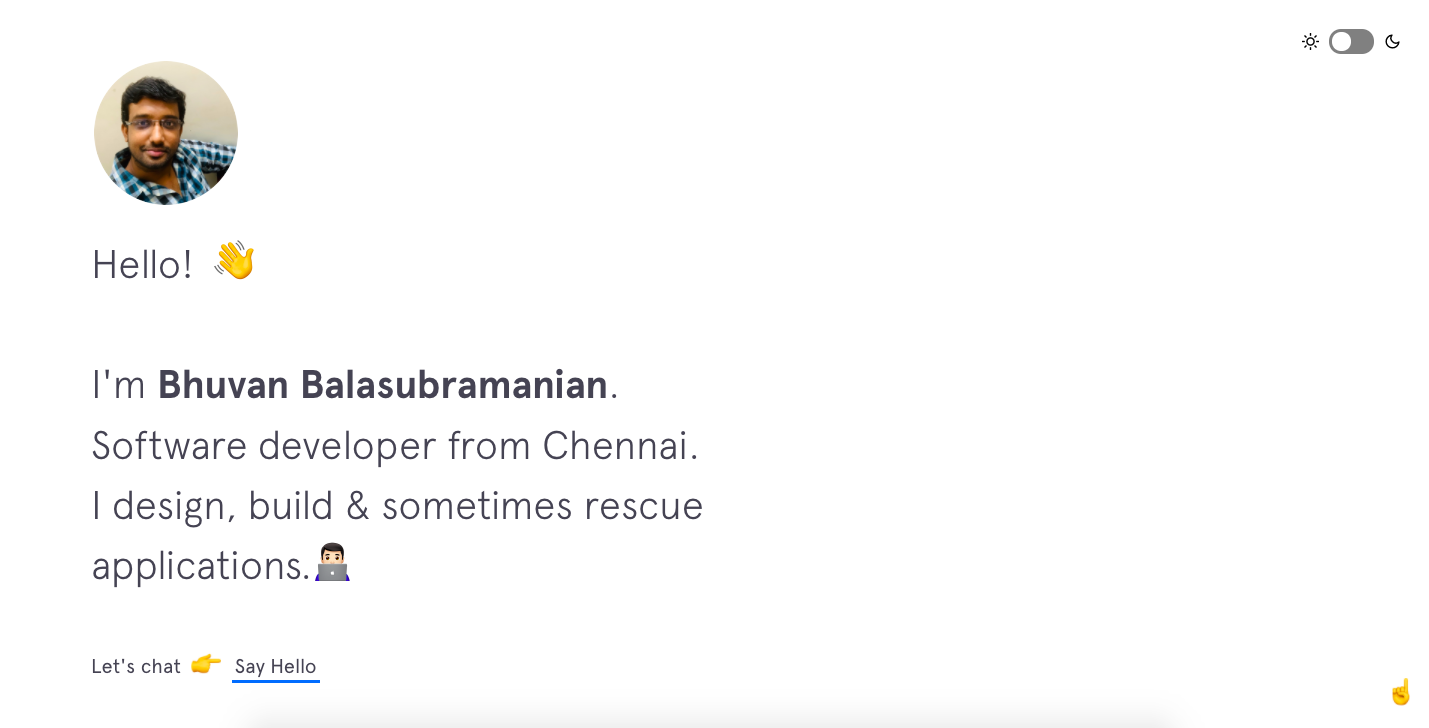 Hello! 👋
I'm Bhuvan Balasubramanian.
Software developer from Chennai.
I design, build & sometimes rescue
applications.👨🏻‍💻
Let's chat 👉 Say Hello